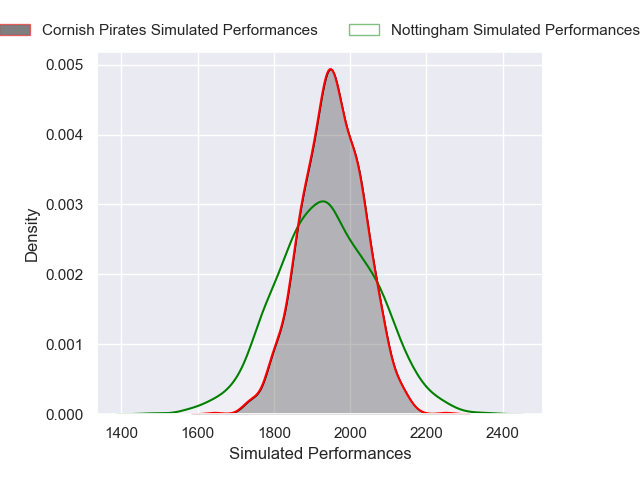 Cornish Pirates Simulated Performances
Nottingham Simulated Performances
0.005
0.004
0.003
0.002
0.001
0.000
Density
1400 1600 1800 2000 2200 2400
Simulated Performances